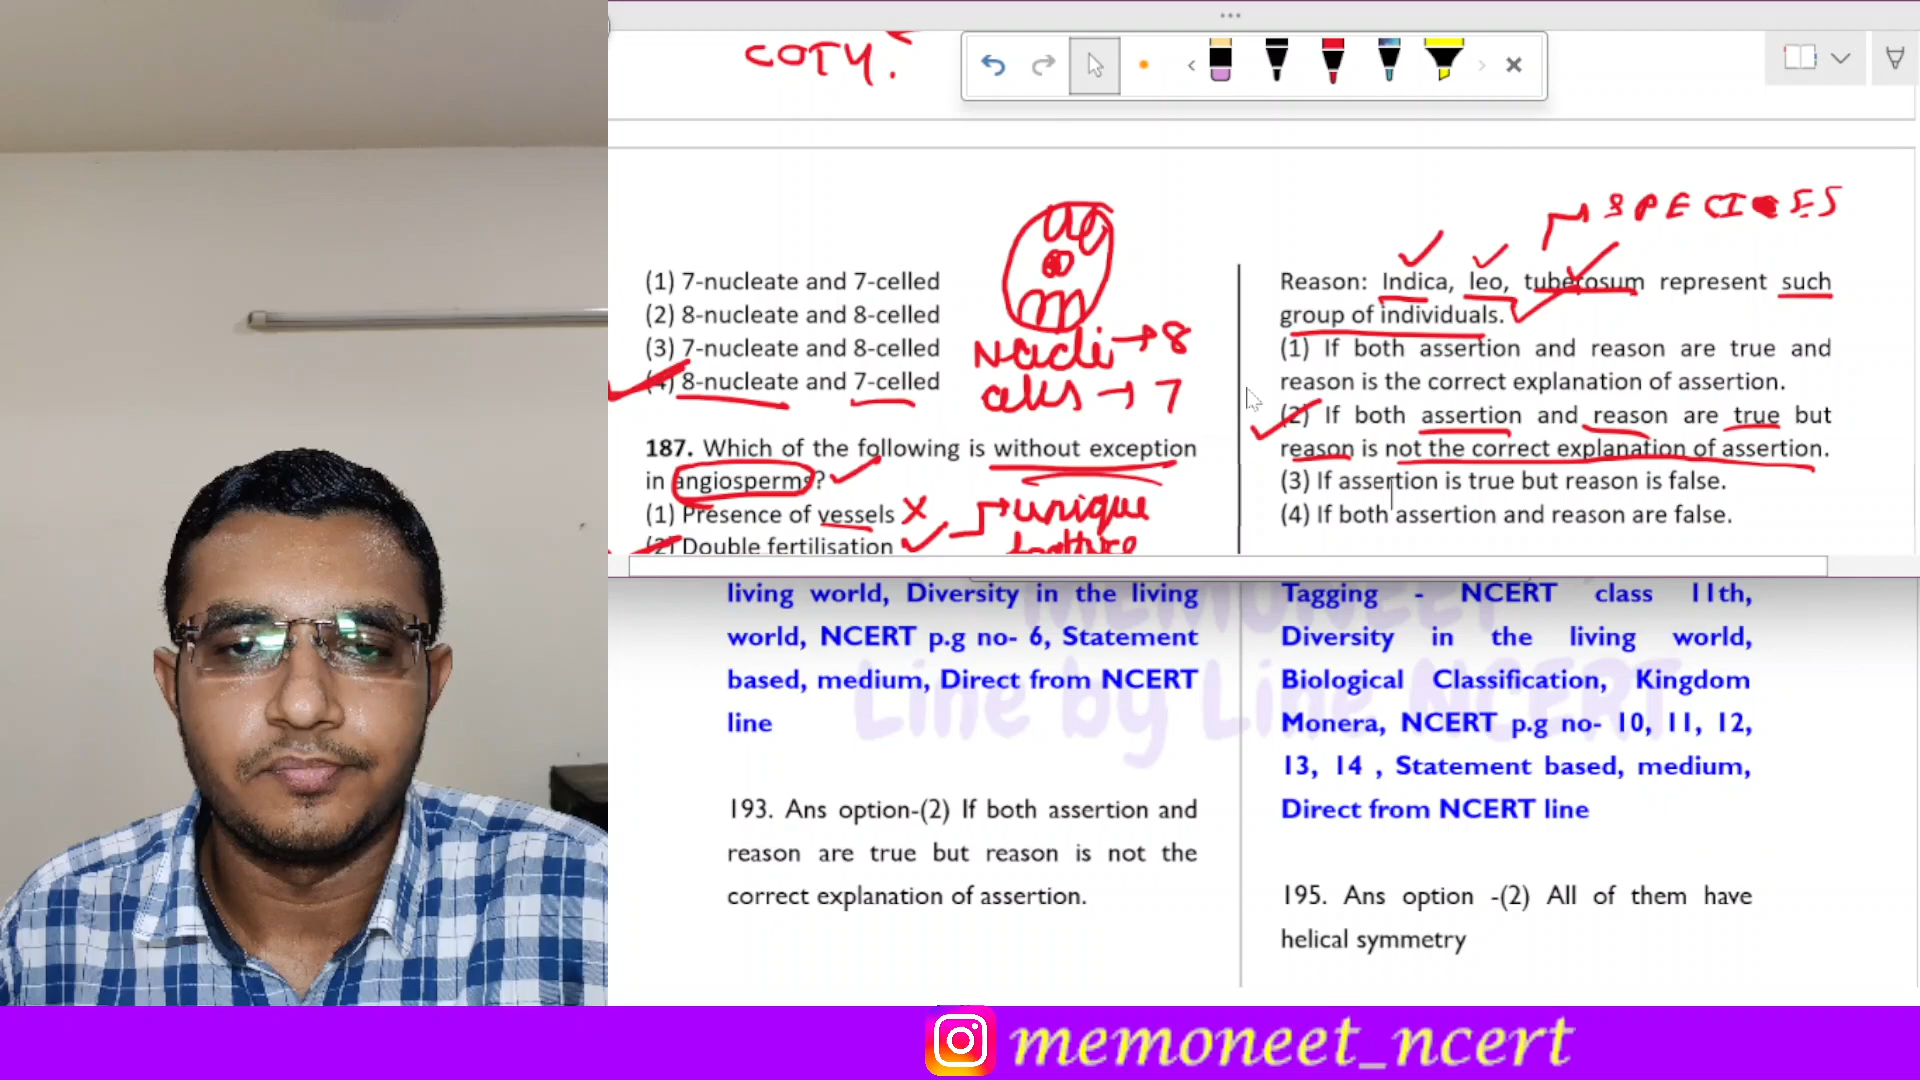 COTY.
(1) 7-nucleate and 7-celled
(2) 8-nucleate and 8-celled
(3) 7-nucleate and 8-celled
(4) 8-nucleate and 7-celled
Nuclei → 8
cells → 7
187. Which of the following is without exception
in angiosperms?
(1) Presence of vessels
(2) Double fertilisation
unique
SPECIES
Reason: Indica, leo, tuberosum represent such
group of individuals.
(1) If both assertion and reason are true and
reason is the correct explanation of assertion.
(2) If both assertion and reason are true but
reason is not the correct explanation of assertion.
(3) If assertion is true but reason is false.
(4) If both assertion and reason are false.
living world, Diversity in the living
world, NCERT p.g no- 6, Statement
based, medium, Direct from NCERT
line
193. Ans option-(2) If both assertion and
reason are true but reason is not the
correct explanation of assertion.
Tagging - NCERT class 11th,
Diversity in the living world,
Biological Classification, Kingdom
Monera, NCERT p.g no- 10, 11, 12,
13, 14 , Statement based, medium,
Direct from NCERT line
195. Ans option -(2) All of them have
helical symmetry
MEMONEET
Line by Line NCERT
memoneet_ncert